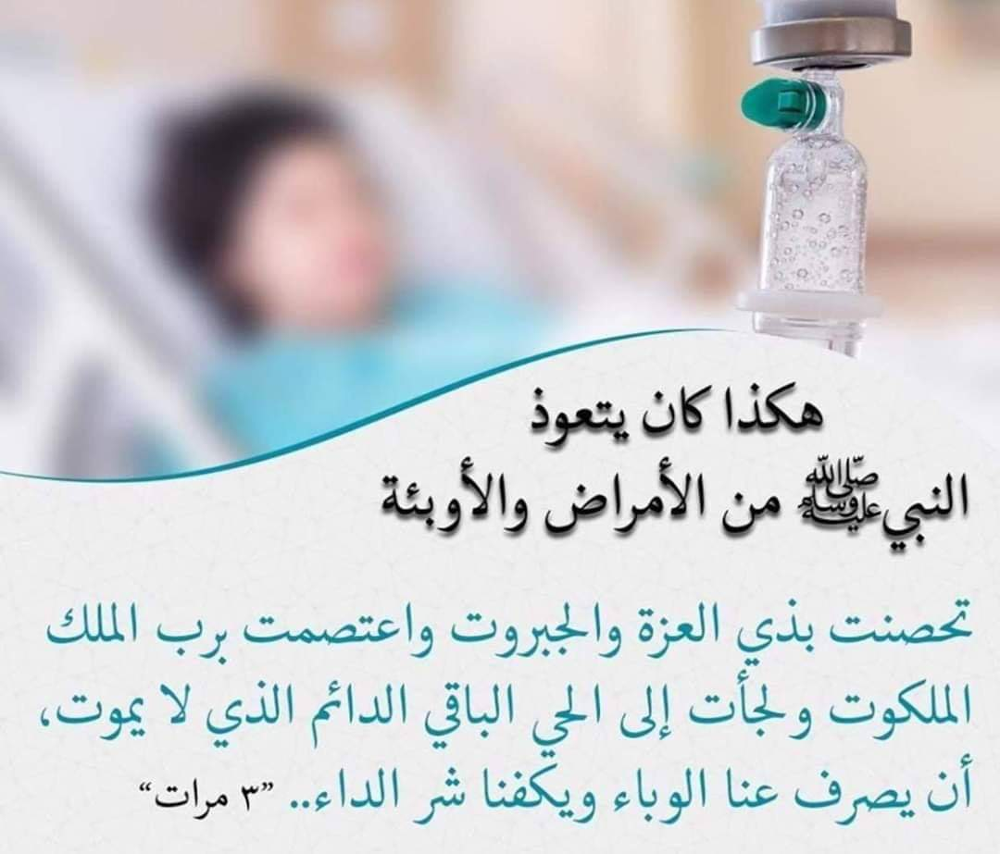 هكذا كان يتعوذ
النبي ﷺ من الأمراض والأوبئة
تحصنت بذي العزة والجبروت واعتصمت برب الملك
الملكوت ولجأت إلى الحي الباقي الدائم الذي لا يموت،
أن يصرف عنا الوباء ويكفنا شر الداء.. ”٣ مرات“